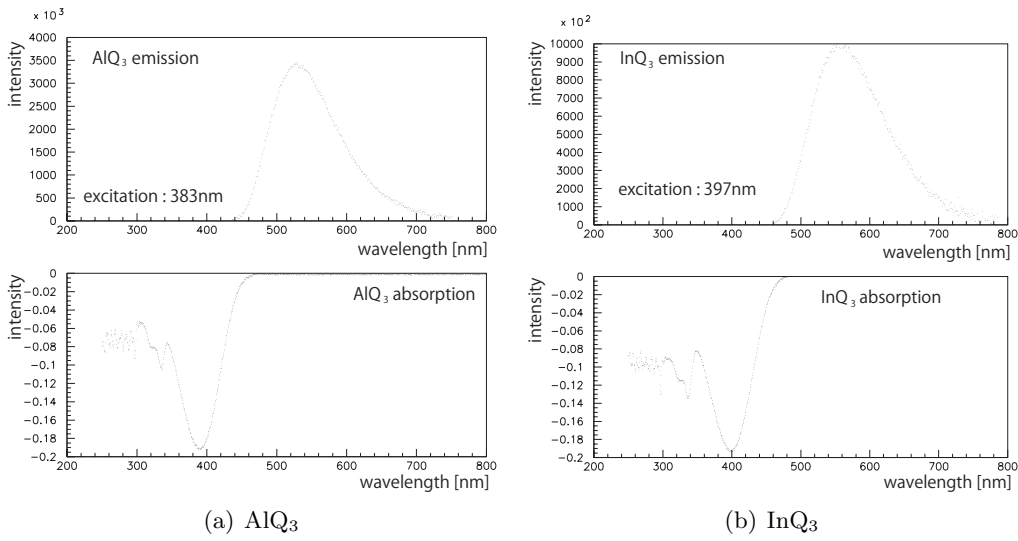 × 10³
intensity
4000
3500
3000
2500
2000
1500
1000
500
0
AlQ₃ emission
excitation : 383nm
200 300 400 500 600 700 800
wavelength [nm]
intensity
0
−0.02
−0.04
−0.06
−0.08
−0.1
−0.12
−0.14
−0.16
−0.18
−0.2
AlQ₃ absorption
200 300 400 500 600 700 800
wavelength [nm]
(a) AlQ₃
× 10²
intensity
10000
9000
8000
7000
6000
5000
4000
3000
2000
1000
0
InQ₃ emission
excitation : 397nm
200 300 400 500 600 700 800
wavelength [nm]
intensity
0
−0.02
−0.04
−0.06
−0.08
−0.1
−0.12
−0.14
−0.16
−0.18
−0.2
InQ₃ absorption
200 300 400 500 600 700 800
wavelength [nm]
(b) InQ₃